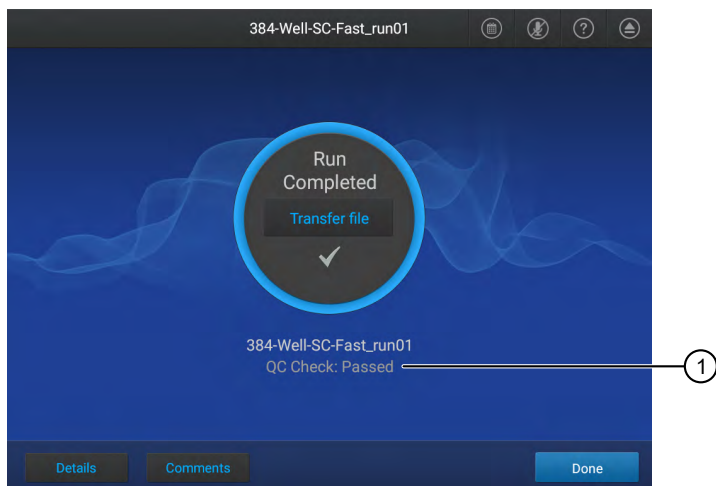 384-Well-SC-Fast_run01
?
Run
Completed
Transfer file
384-Well-SC-Fast_run01
QC Check: Passed
1
Details
Comments
Done